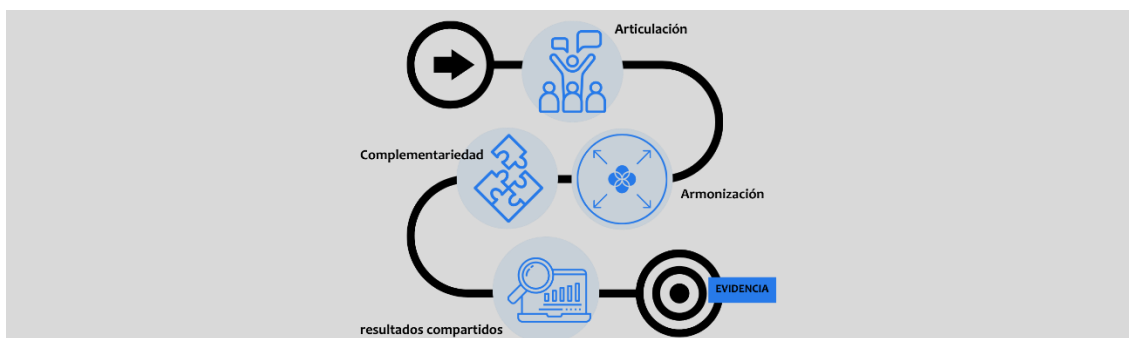 Articulación
Complementariedad
Armonización
EVIDENCIA
resultados compartidos